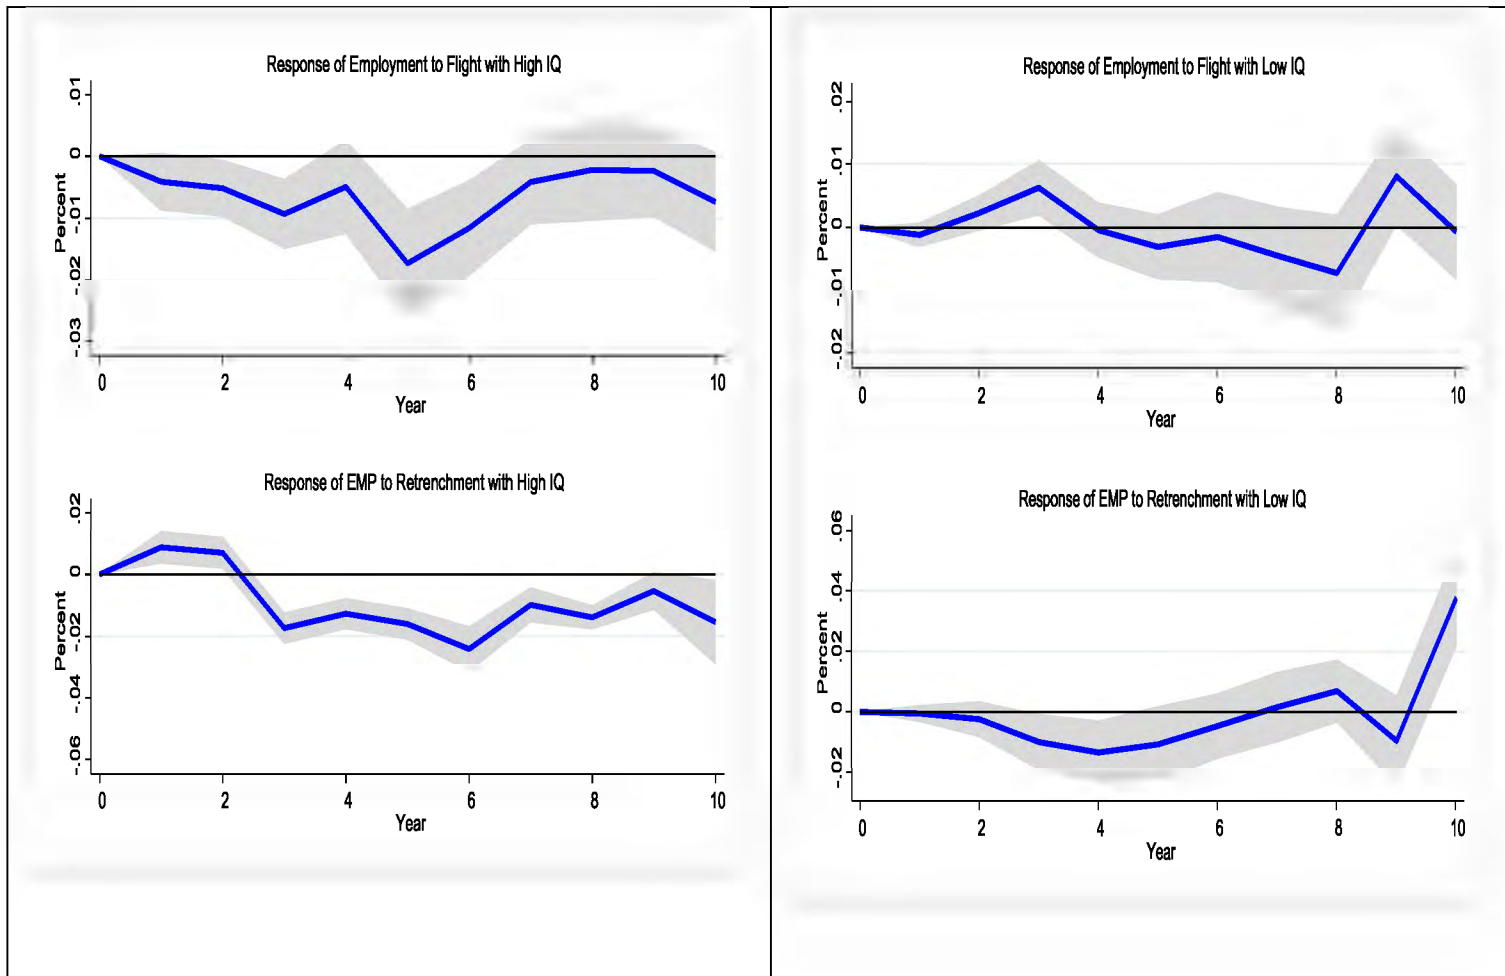 Response of Employment to Flight with High IQ
.01
0
-.01
-.02
-.03
Percent
0 2 4 6 8 10
Year
Response of EMP to Retrenchment with High IQ
.02
0
-.02
-.04
-.06
Percent
0 2 4 6 8 10
Year
Response of Employment to Flight with Low IQ
.02
.01
0
-.01
-.02
Percent
0 2 4 6 8 10
Year
Response of EMP to Retrenchment with Low IQ
.06
.04
.02
0
-.02
Percent
0 2 4 6 8 10
Year